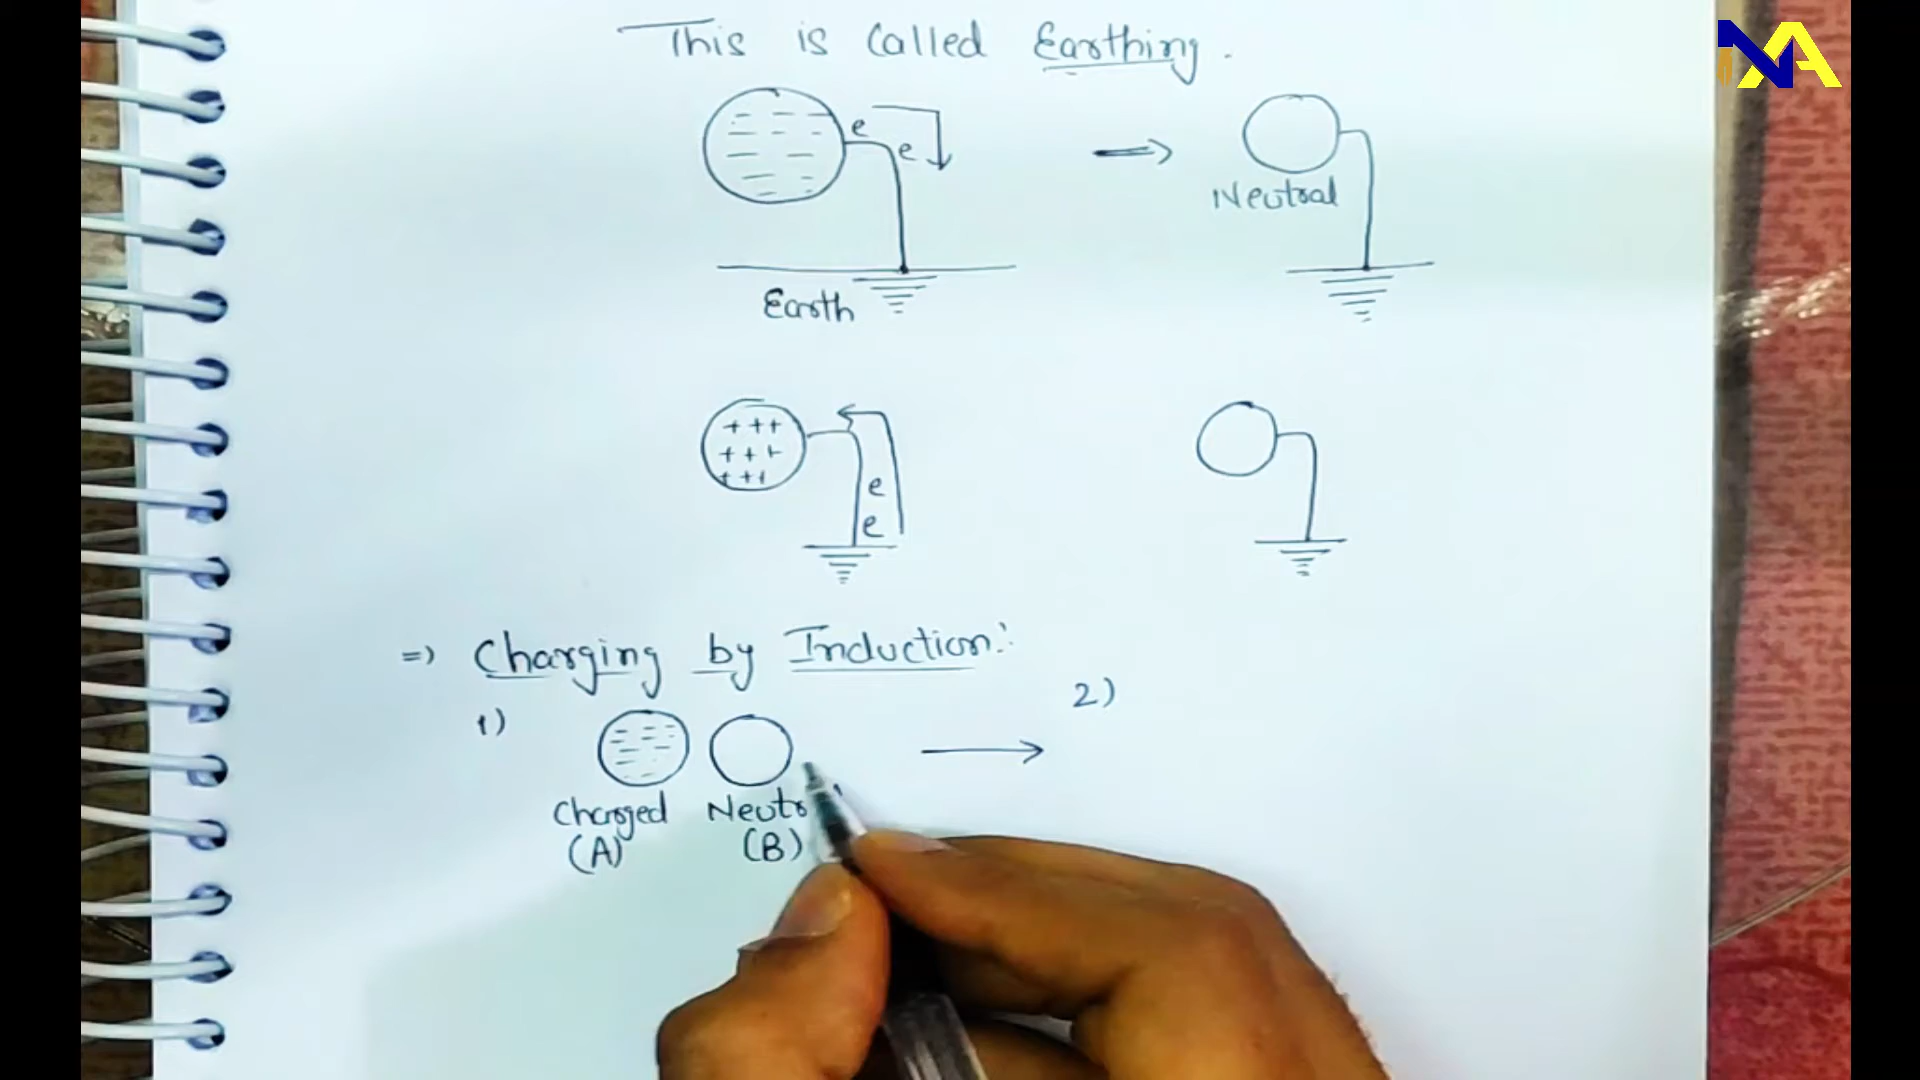 This is called Earthing.
e
e
Neutral
Earth
+ + +
+ + +
+ + +
e
e
=) Charging by Induction:
1)
2)
Charged
(A)
(B)